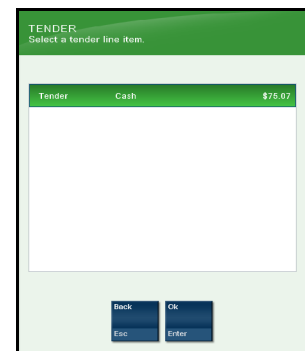 TENDER
Select a tender line item.
Tender Cash $75.07
Back Ok
Esc Enter